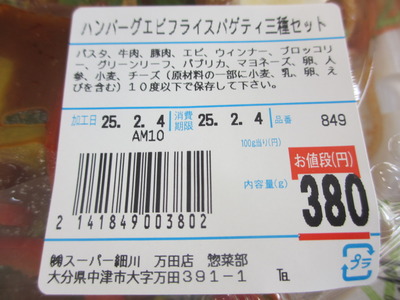 ハンバーグエビフライスパゲティ三種セット
パスタ、牛肉、豚肉、エビ、ウィンナー、ブロッコリ
ー、グリーンリーフ、パプリカ、マヨネーズ、卵、人
参、小麦、チーズ（原材料の一部に小麦、乳、卵、え
びを含む）１０度以下で保存して下さい。
加工日 25. 2. 4 消費期限 25. 2. 4 品番 849
AM10
100g当り(円)
お値段(円)
内容量(g) 380
2 141849 003802
プラ
㈱スーパー細川 万田店 惣菜部
大分県中津市大字万田３９１－１ ℡